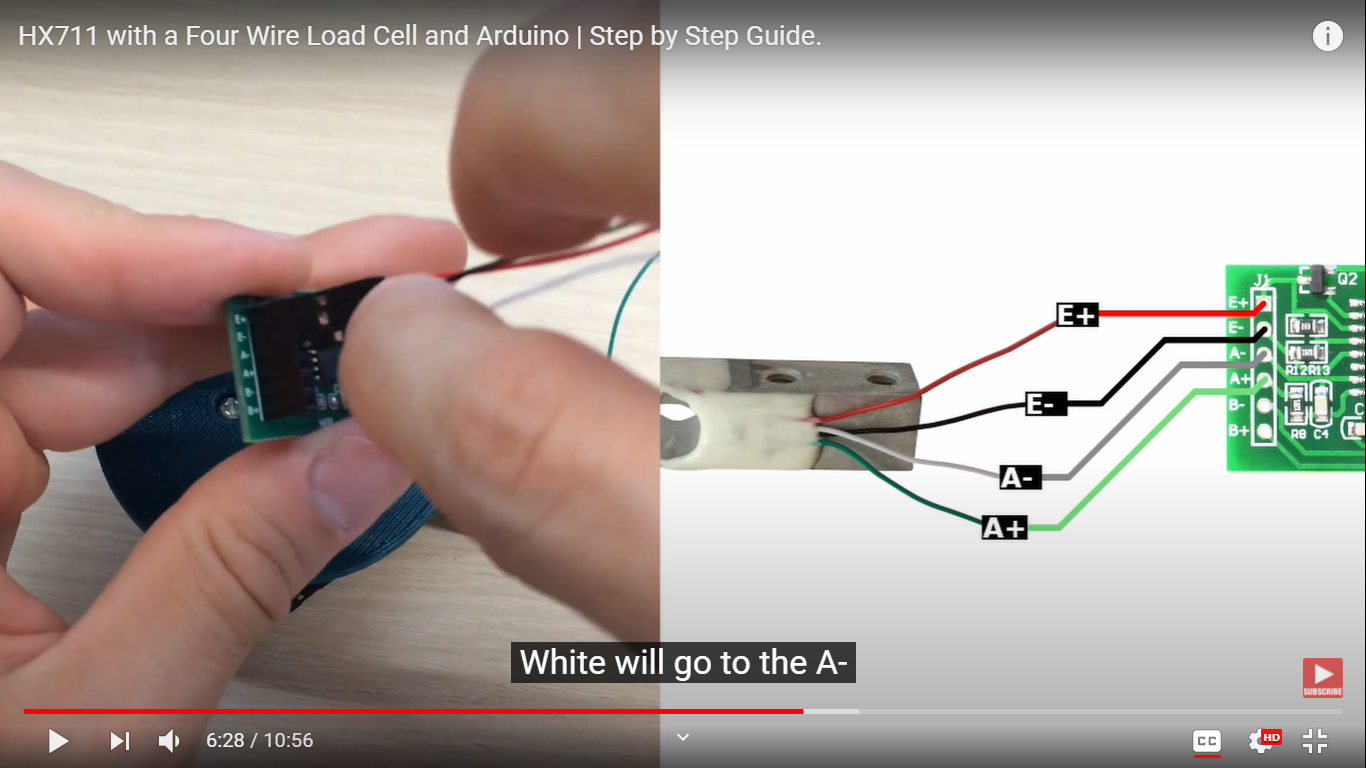 HX711 with a Four Wire Load Cell and Arduino | Step by Step Guide.
i
E+
E-
A-
A+
B-
B+
E+
E-
A-
A+
J1
Q2
E+
E-
A-
A+
B-
B+
R12R13
R8 C4
C
White will go to the A-
SUBSCRIBE
6:28 / 10:56
CC
HD